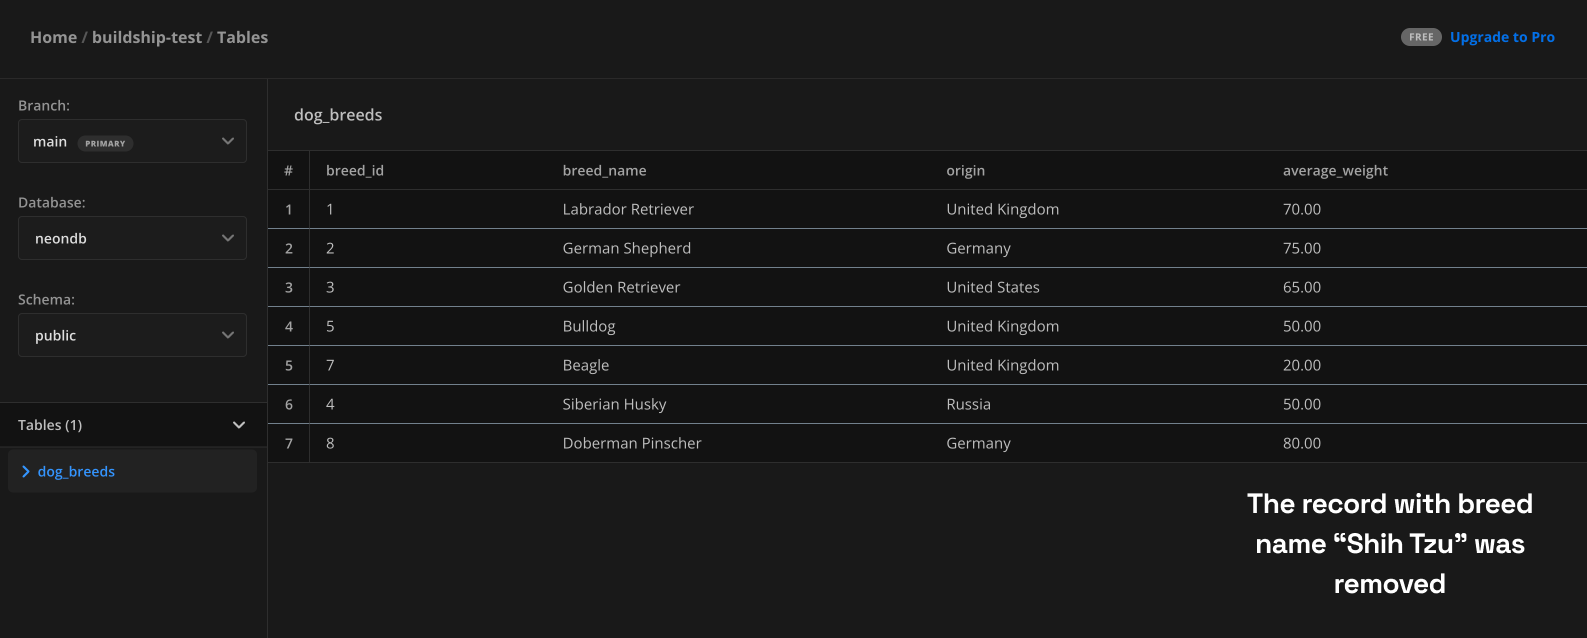 Home / buildship-test / Tables
FREE Upgrade to Pro
Branch:
main PRIMARY
Database:
neondb
Schema:
public
Tables (1)
dog_breeds
dog_breeds
# breed_id breed_name origin average_weight
1 1 Labrador Retriever United Kingdom 70.00
2 2 German Shepherd Germany 75.00
3 3 Golden Retriever United States 65.00
4 5 Bulldog United Kingdom 50.00
5 7 Beagle United Kingdom 20.00
6 4 Siberian Husky Russia 50.00
7 8 Doberman Pinscher Germany 80.00
The record with breed
name “Shih Tzu” was
removed